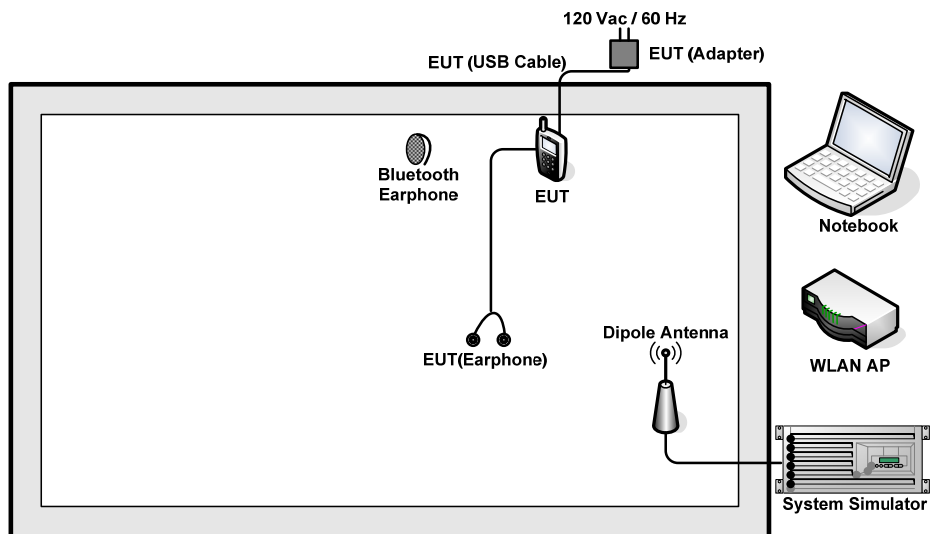 120 Vac / 60 Hz
EUT (USB Cable)
EUT (Adapter)
Bluetooth
Earphone
EUT
Notebook
EUT(Earphone)
Dipole Antenna
WLAN AP
System Simulator